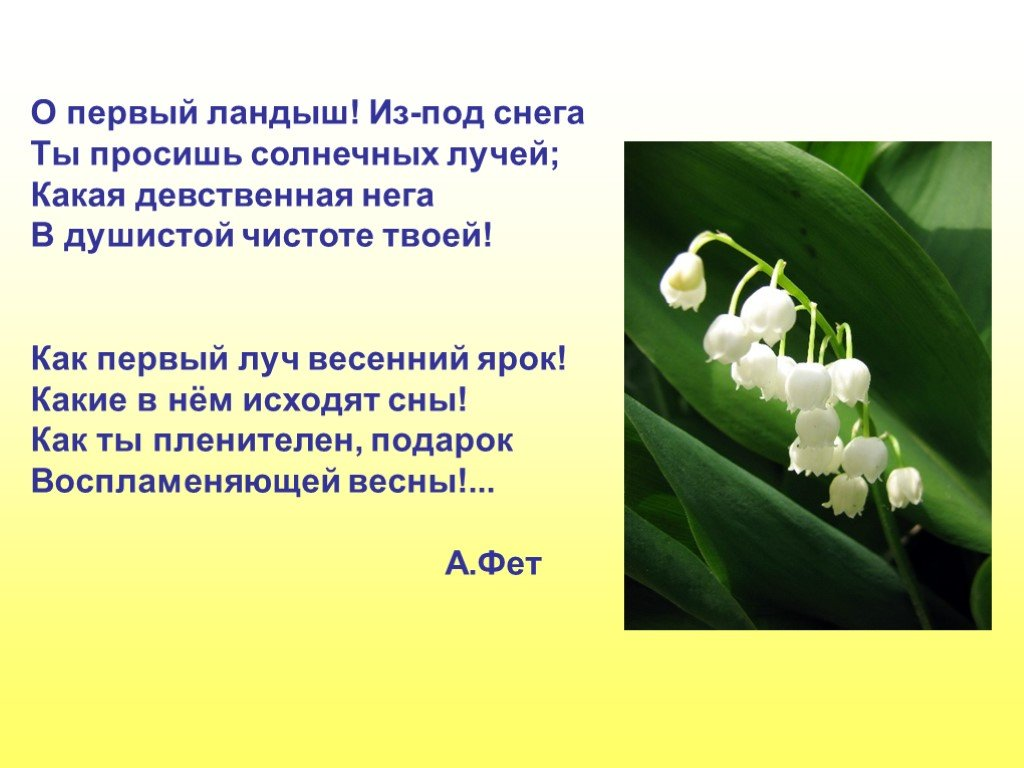 О первый ландыш! Из-под снега
Ты просишь солнечных лучей;
Какая девственная нега
В душистой чистоте твоей!
Как первый луч весенний ярок!
Какие в нём исходят сны!
Как ты пленителен, подарок
Воспламеняющей весны!...
А.Фет